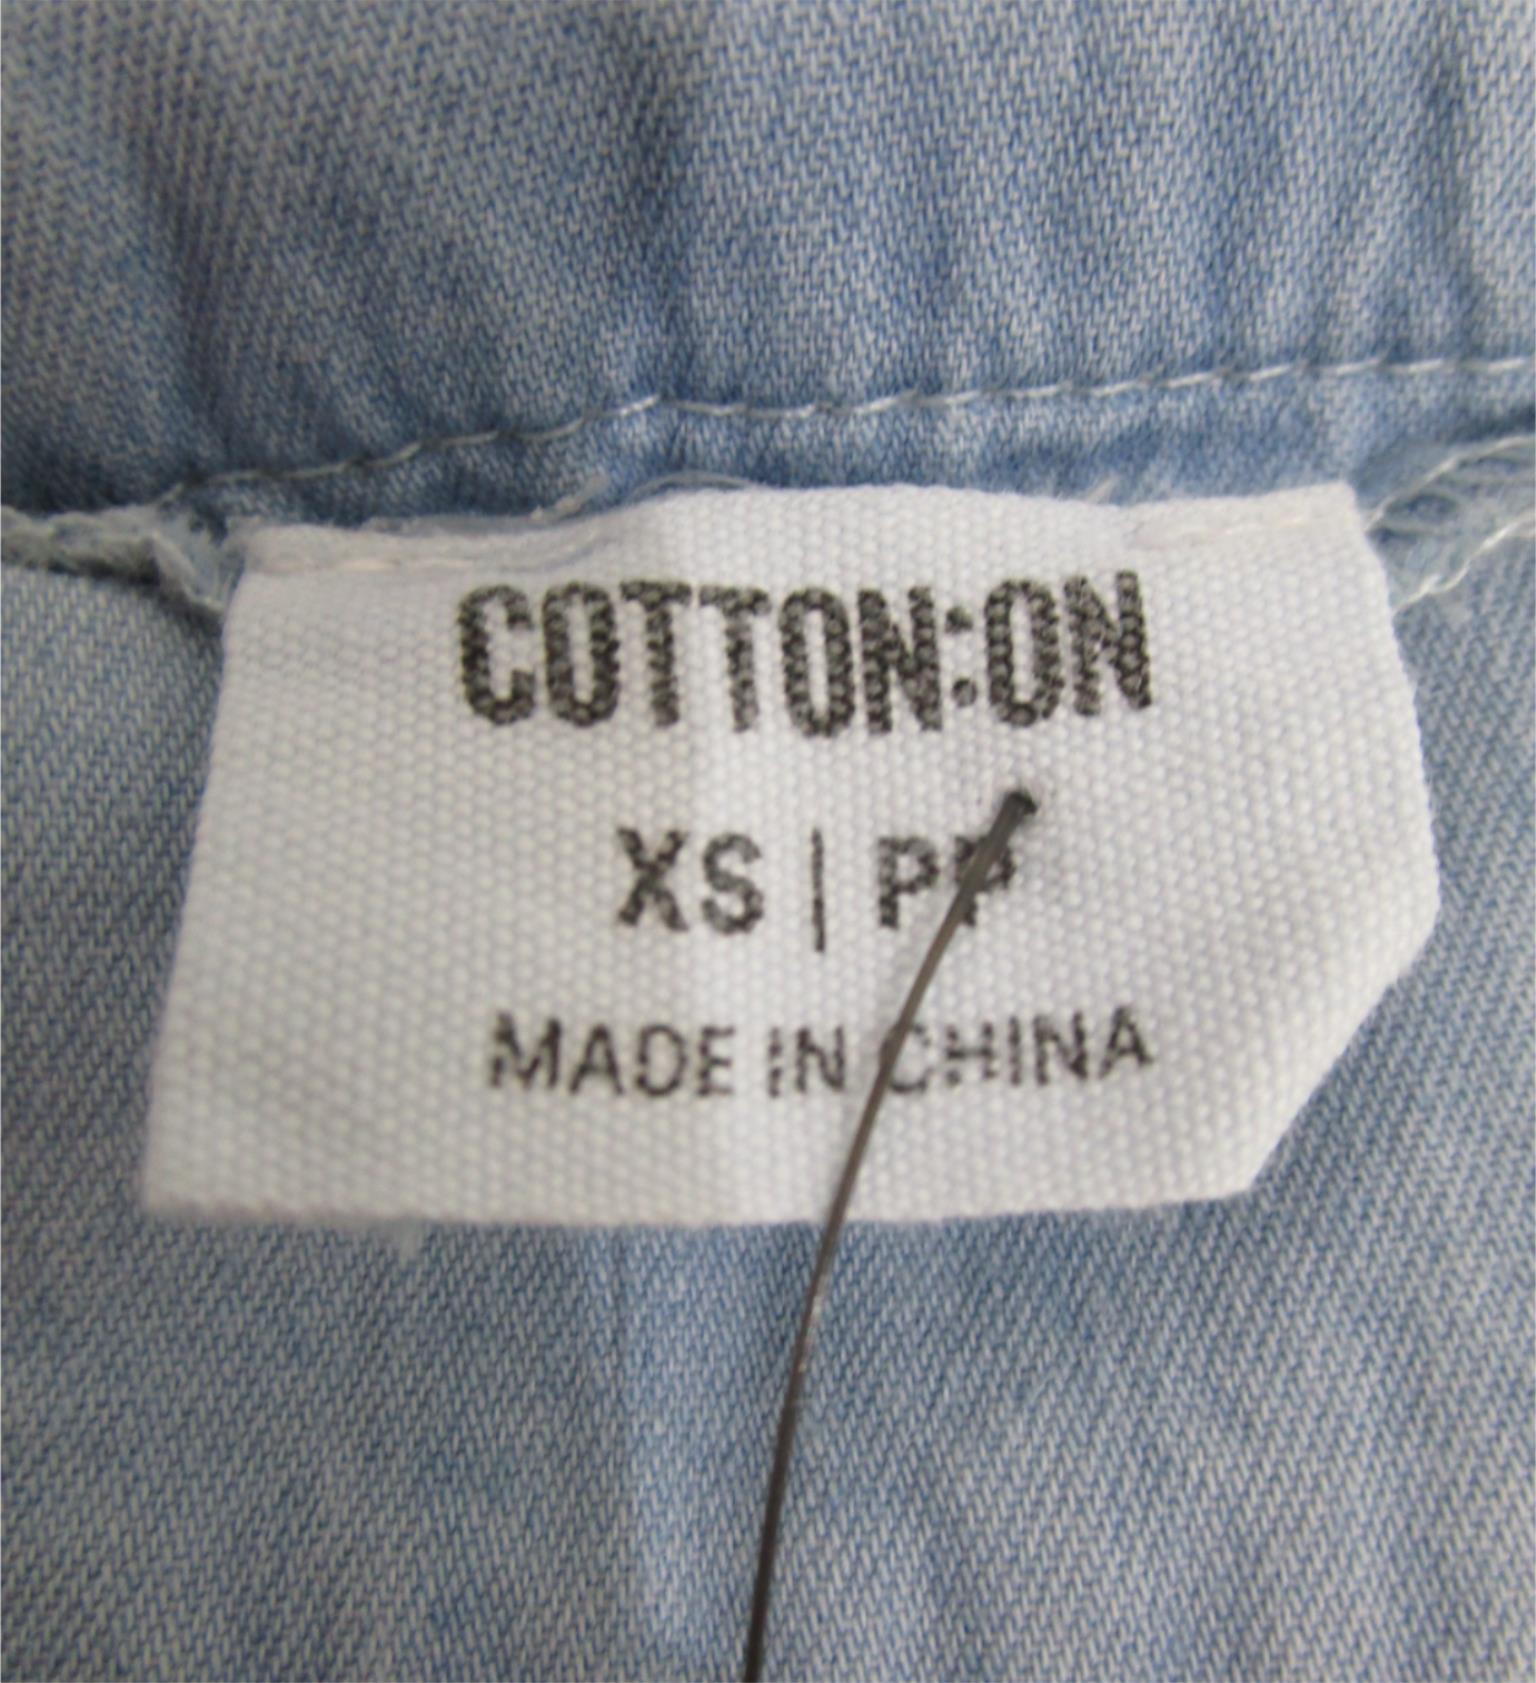 COTTON:ON
XS | PP
MADE IN CHINA